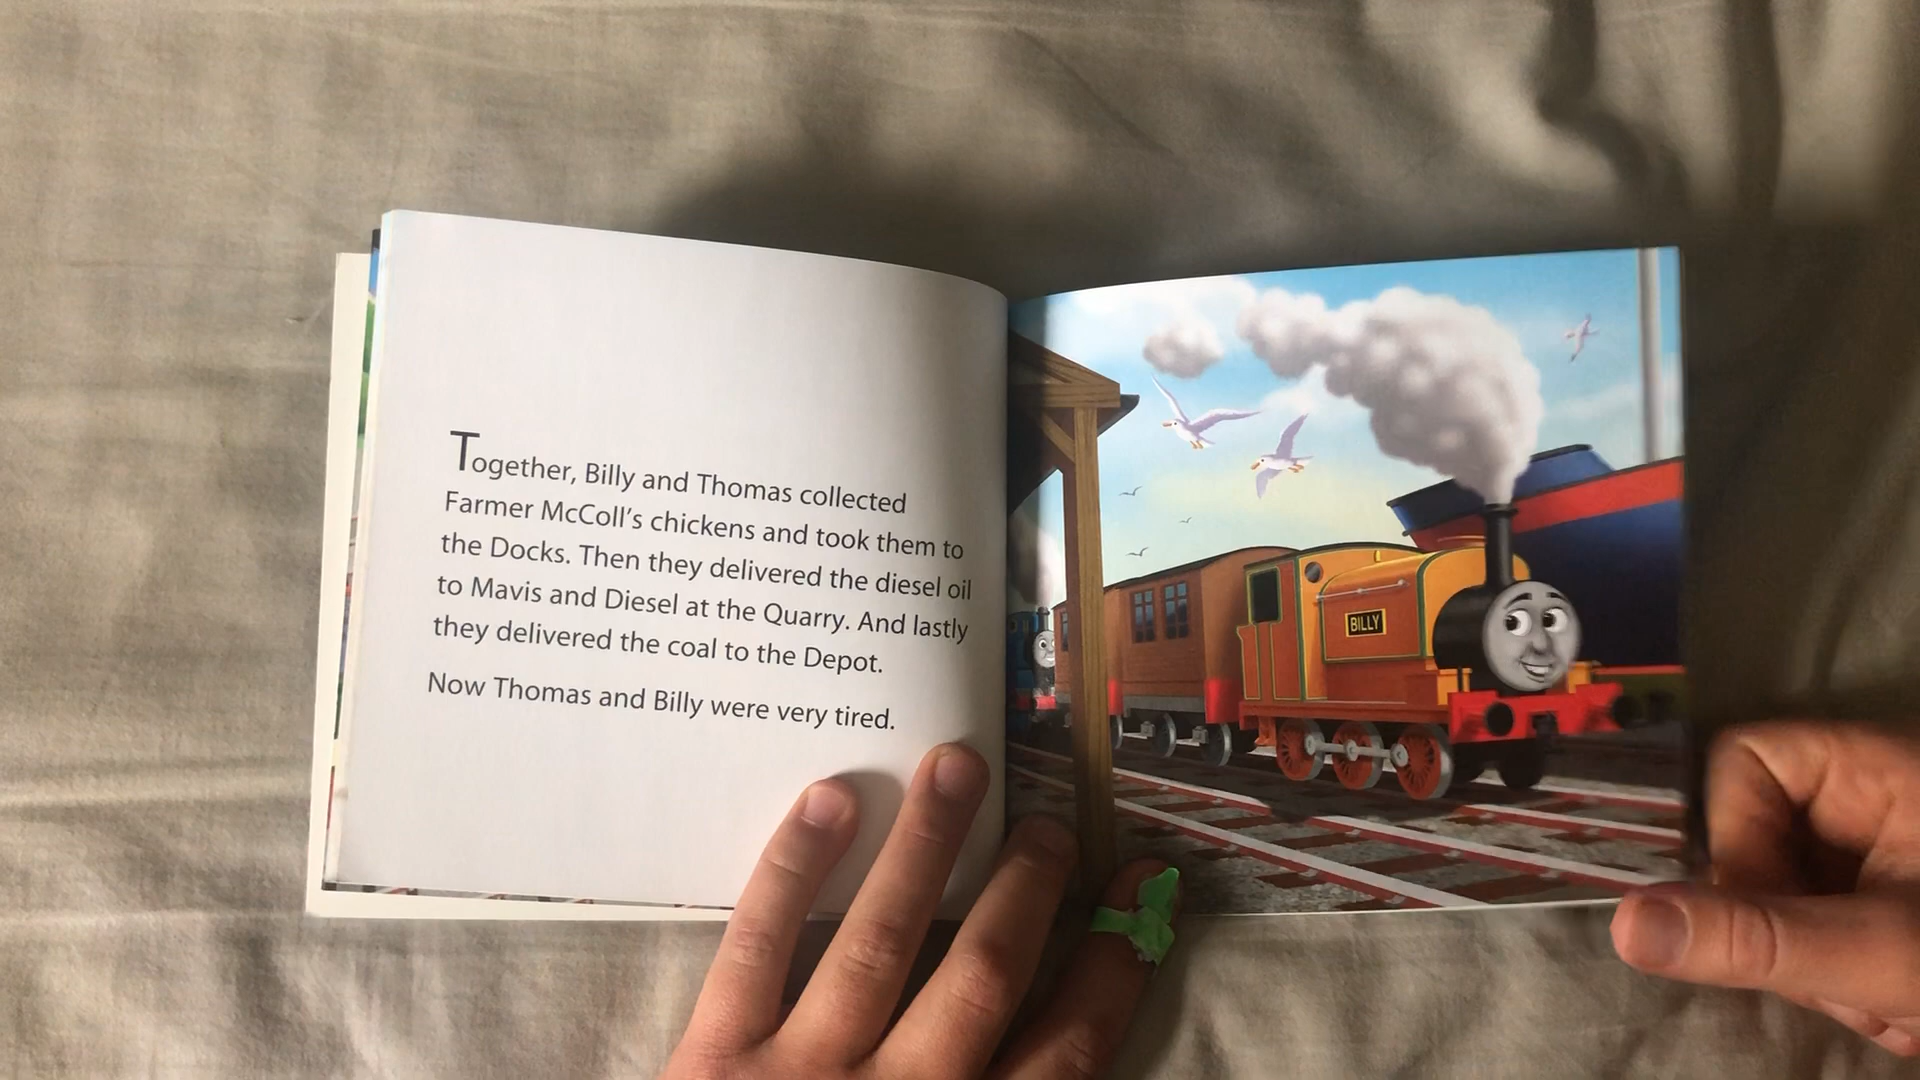 Together, Billy and Thomas collected
Farmer McColl's chickens and took them to
the Docks. Then they delivered the diesel oil
to Mavis and Diesel at the Quarry. And lastly
they delivered the coal to the Depot.
Now Thomas and Billy were very tired.
BILLY